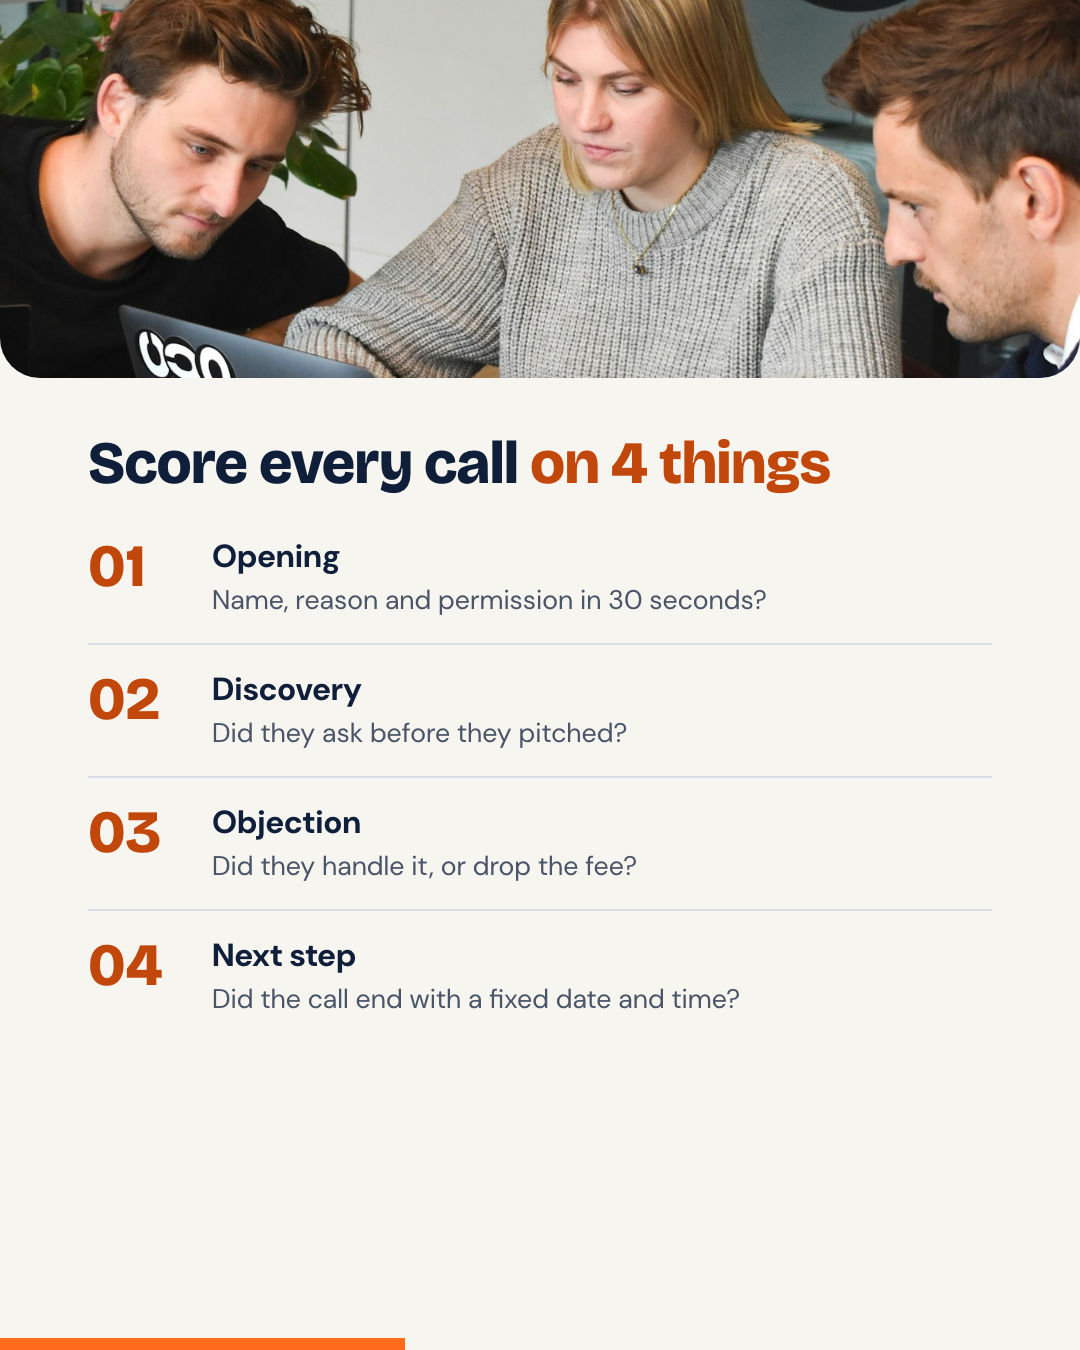 Score every call on 4 things
01
Opening
Name, reason and permission in 30 seconds?
02
Discovery
Did they ask before they pitched?
03
Objection
Did they handle it, or drop the fee?
04
Next step
Did the call end with a fixed date and time?